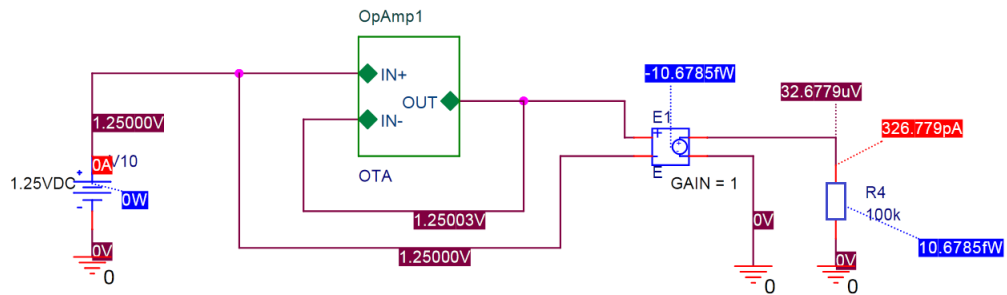 OpAmp1
IN+
OUT
IN-
OTA
1.25000V
0A
V10
1.25VDC
+
-
0W
0V
0
1.25003V
1.25000V
-10.6785fW
E1
+
-
E
GAIN = 1
0V
0
32.6779uV
326.779pA
R4
100k
10.6785fW
0V
0